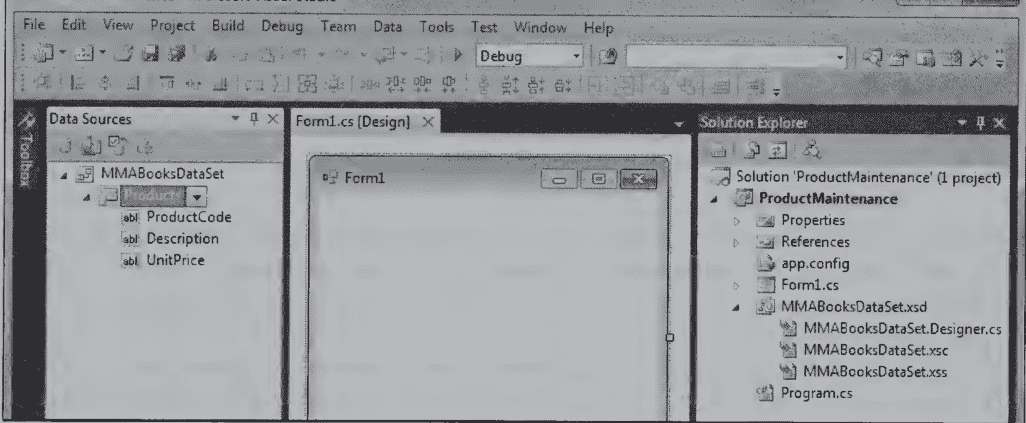 File Edit View Project Build Debug Team Data Tools Test Window Help
Debug
Toolbox
Data Sources
MMABooksDataSet
Products
ProductCode
Description
UnitPrice
Form1.cs [Design]
Form1
Solution Explorer
Solution 'ProductMaintenance' (1 project)
ProductMaintenance
Properties
References
app.config
Form1.cs
MMABooksDataSet.xsd
MMABooksDataSet.Designer.cs
MMABooksDataSet.xsc
MMABooksDataSet.xss
Program.cs